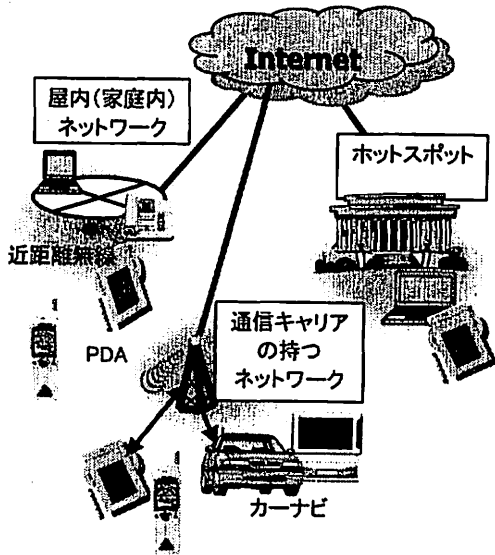 Internet
屋内(家庭内)
ネットワーク
ホットスポット
近距離無線
PDA
通信キャリア
の持つ
ネットワーク
カーナビ